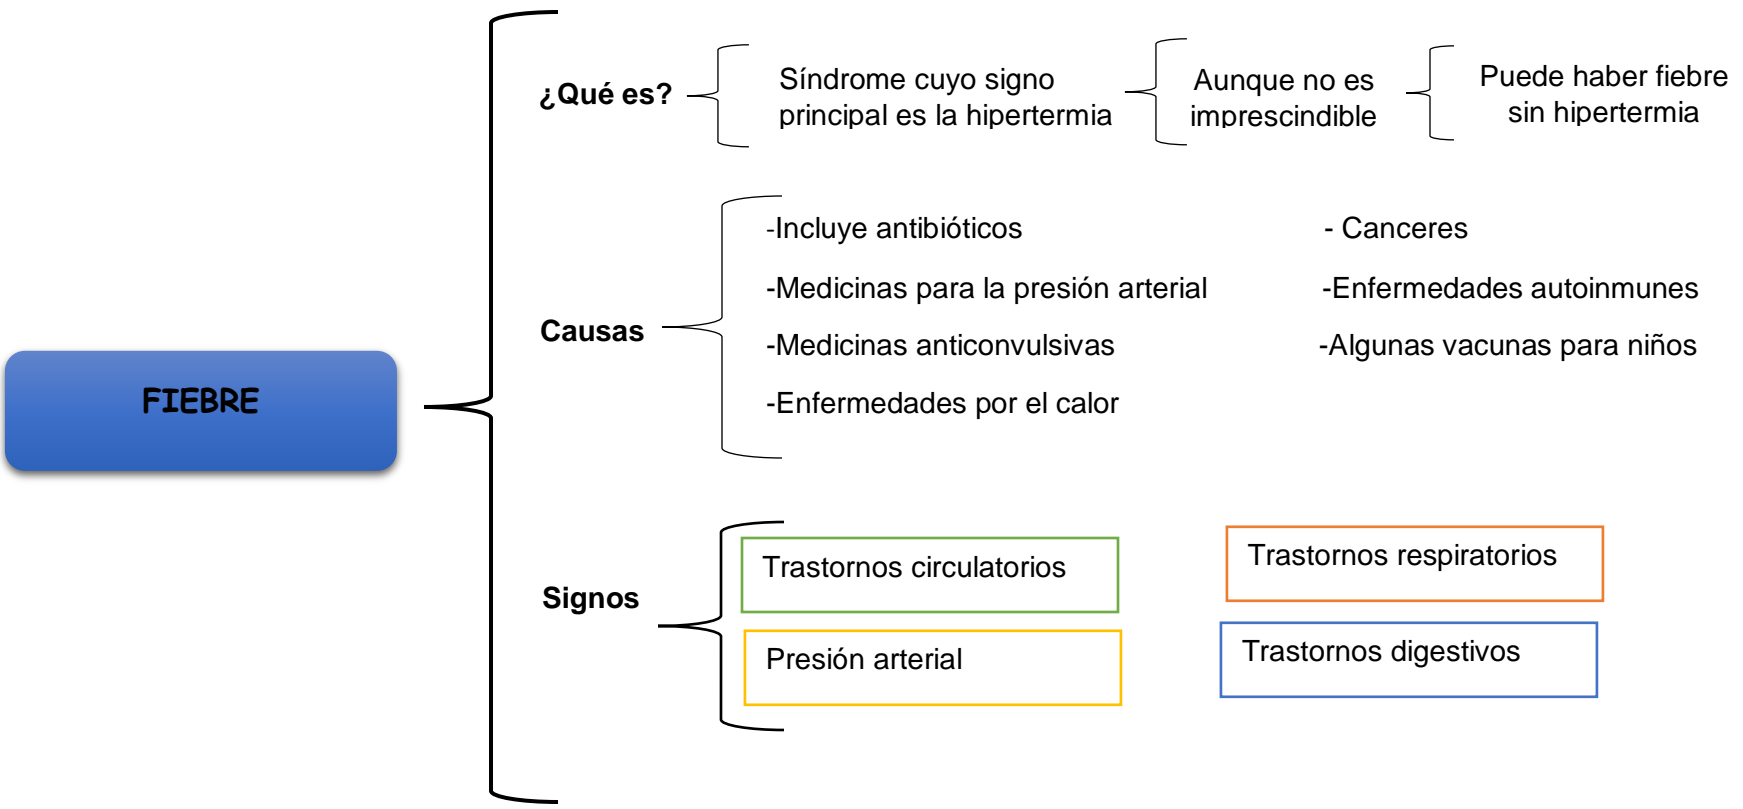 FIEBRE
¿Qué es?
Síndrome cuyo signo
principal es la hipertermia
Aunque no es
imprescindible
Puede haber fiebre
sin hipertermia
Causas
-Incluye antibióticos
-Medicinas para la presión arterial
-Medicinas anticonvulsivas
-Enfermedades por el calor
- Canceres
-Enfermedades autoinmunes
-Algunas vacunas para niños
Signos
Trastornos circulatorios
Presión arterial
Trastornos respiratorios
Trastornos digestivos